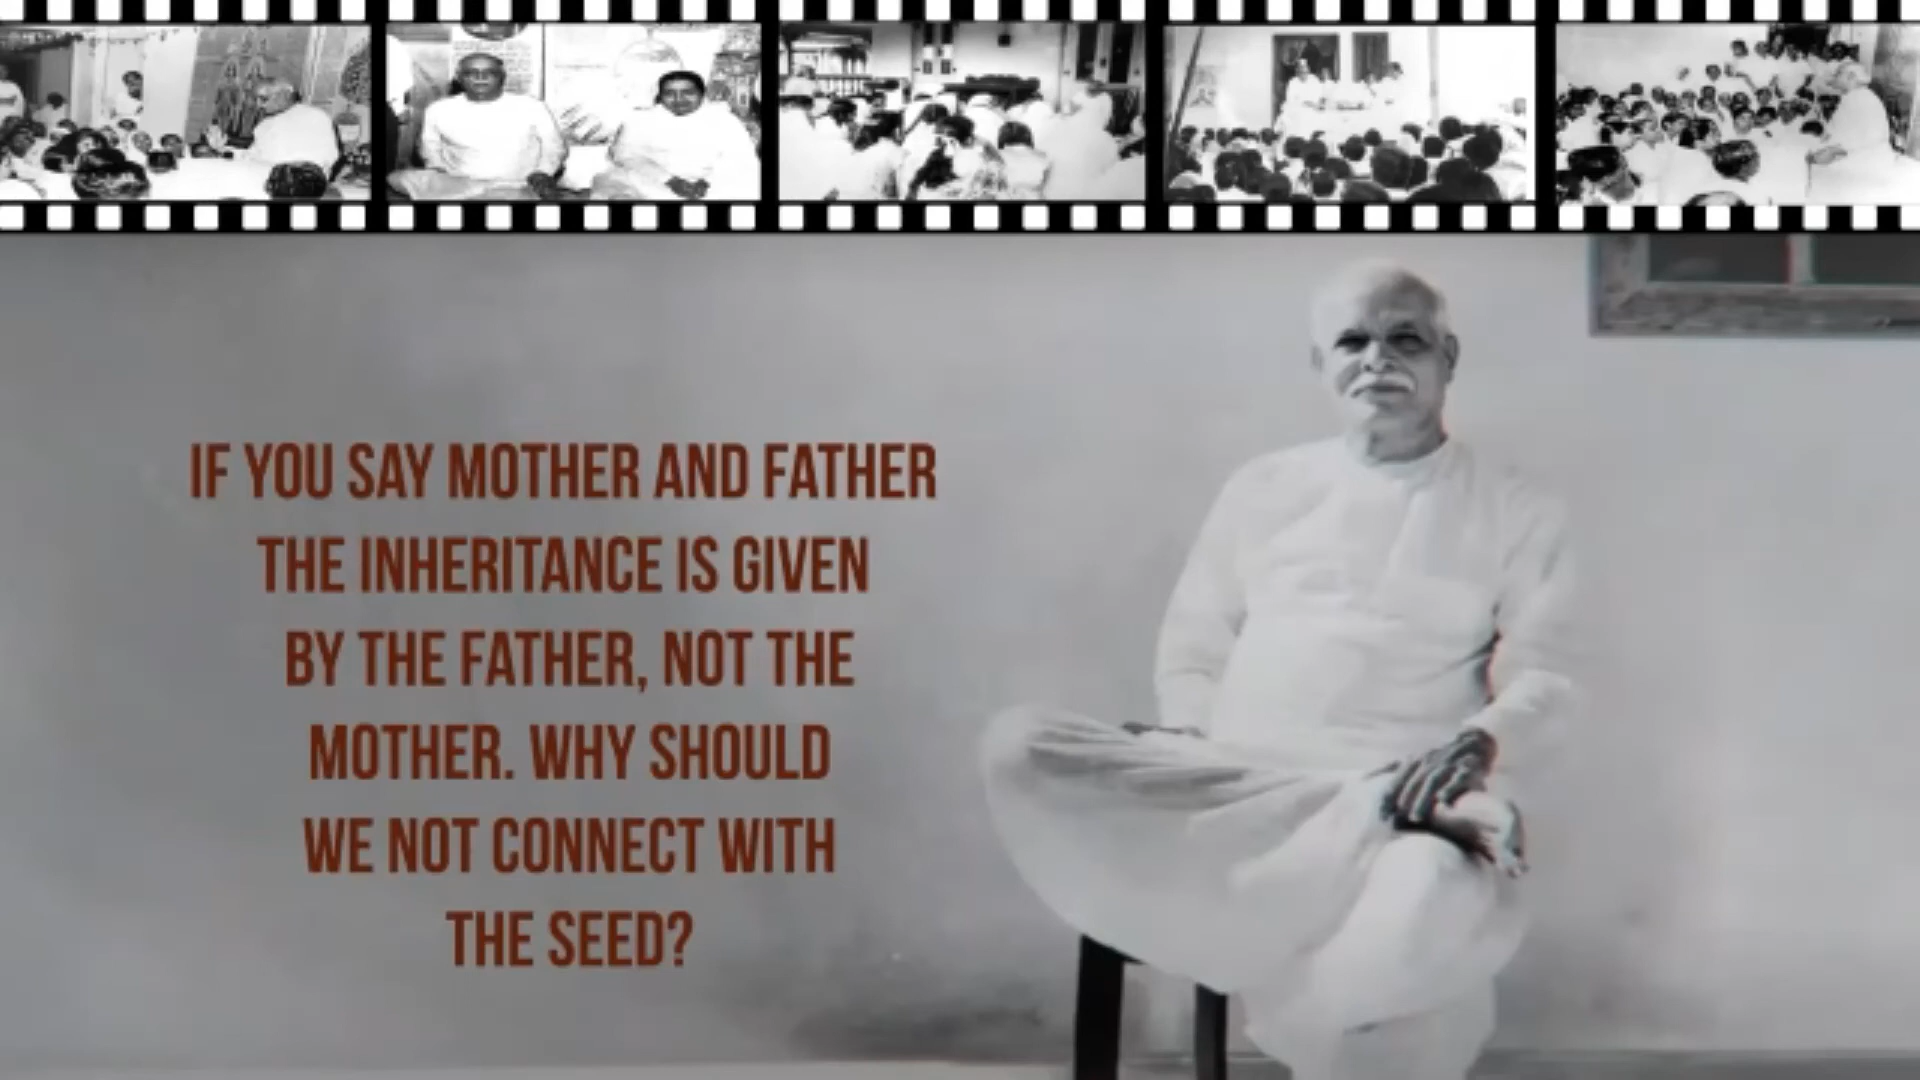 IF YOU SAY MOTHER AND FATHER
THE INHERITANCE IS GIVEN
BY THE FATHER, NOT THE
MOTHER. WHY SHOULD
WE NOT CONNECT WITH
THE SEED?